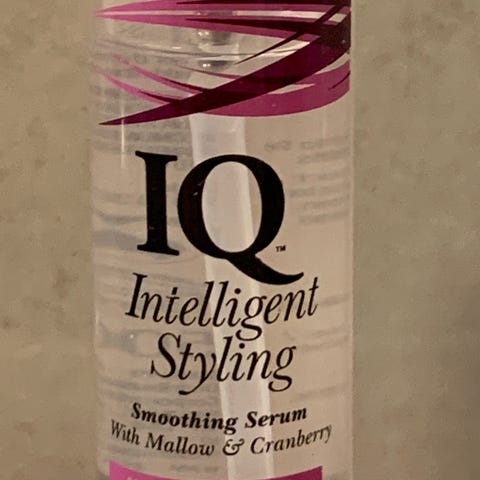 IQ™
Intelligent
Styling
Smoothing Serum
With Mallow & Cranberry